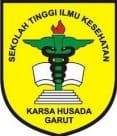 SEKOLAH TINGGI ILMU KESEHATAN
KARSA HUSADA
GARUT